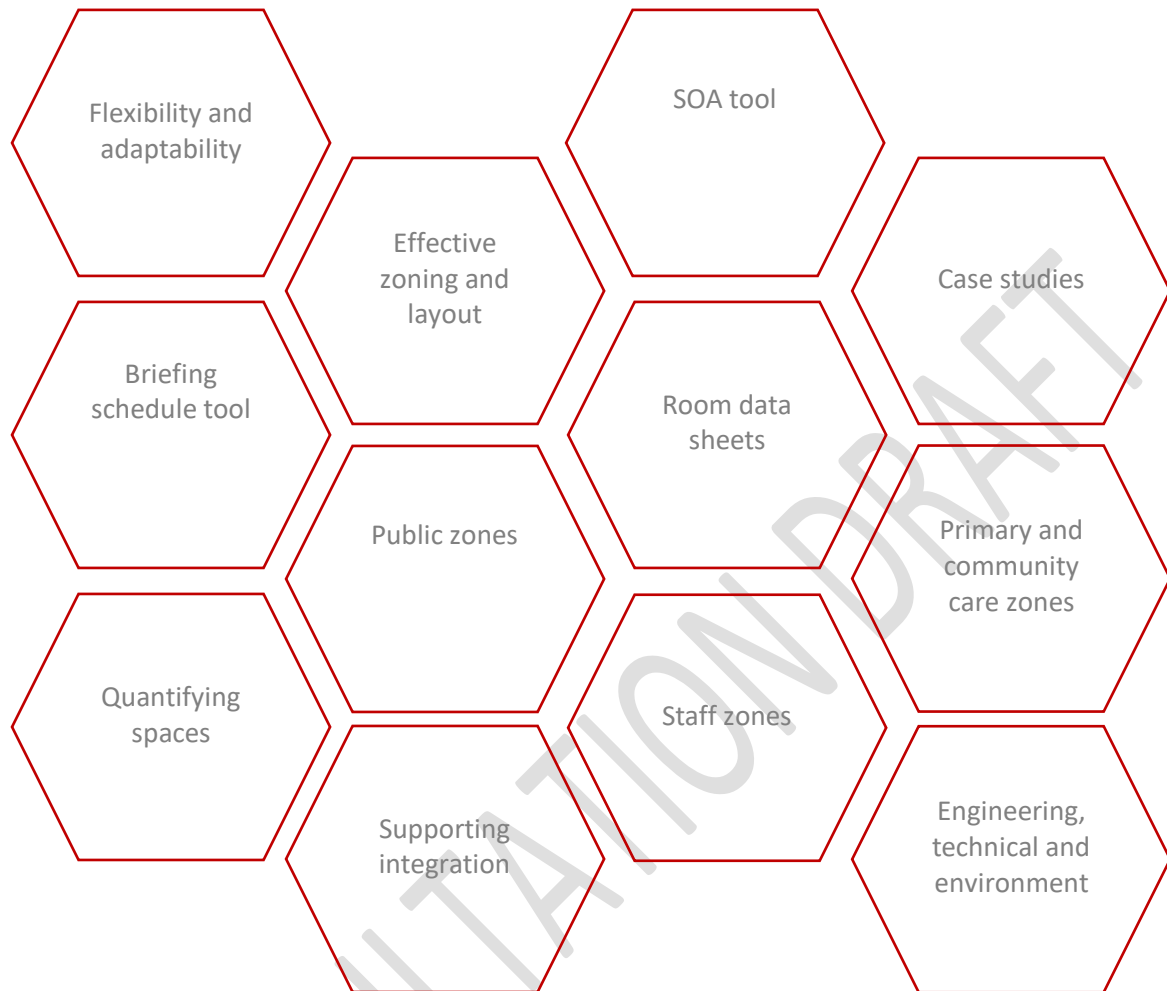 Flexibility and
adaptability
SOA tool
Effective
zoning and
layout
Case studies
Briefing
schedule tool
Room data
sheets
Public zones
Primary and
community
care zones
Quantifying
spaces
Staff zones
Supporting
integration
Engineering,
technical and
environment
ULTATION DRAFT